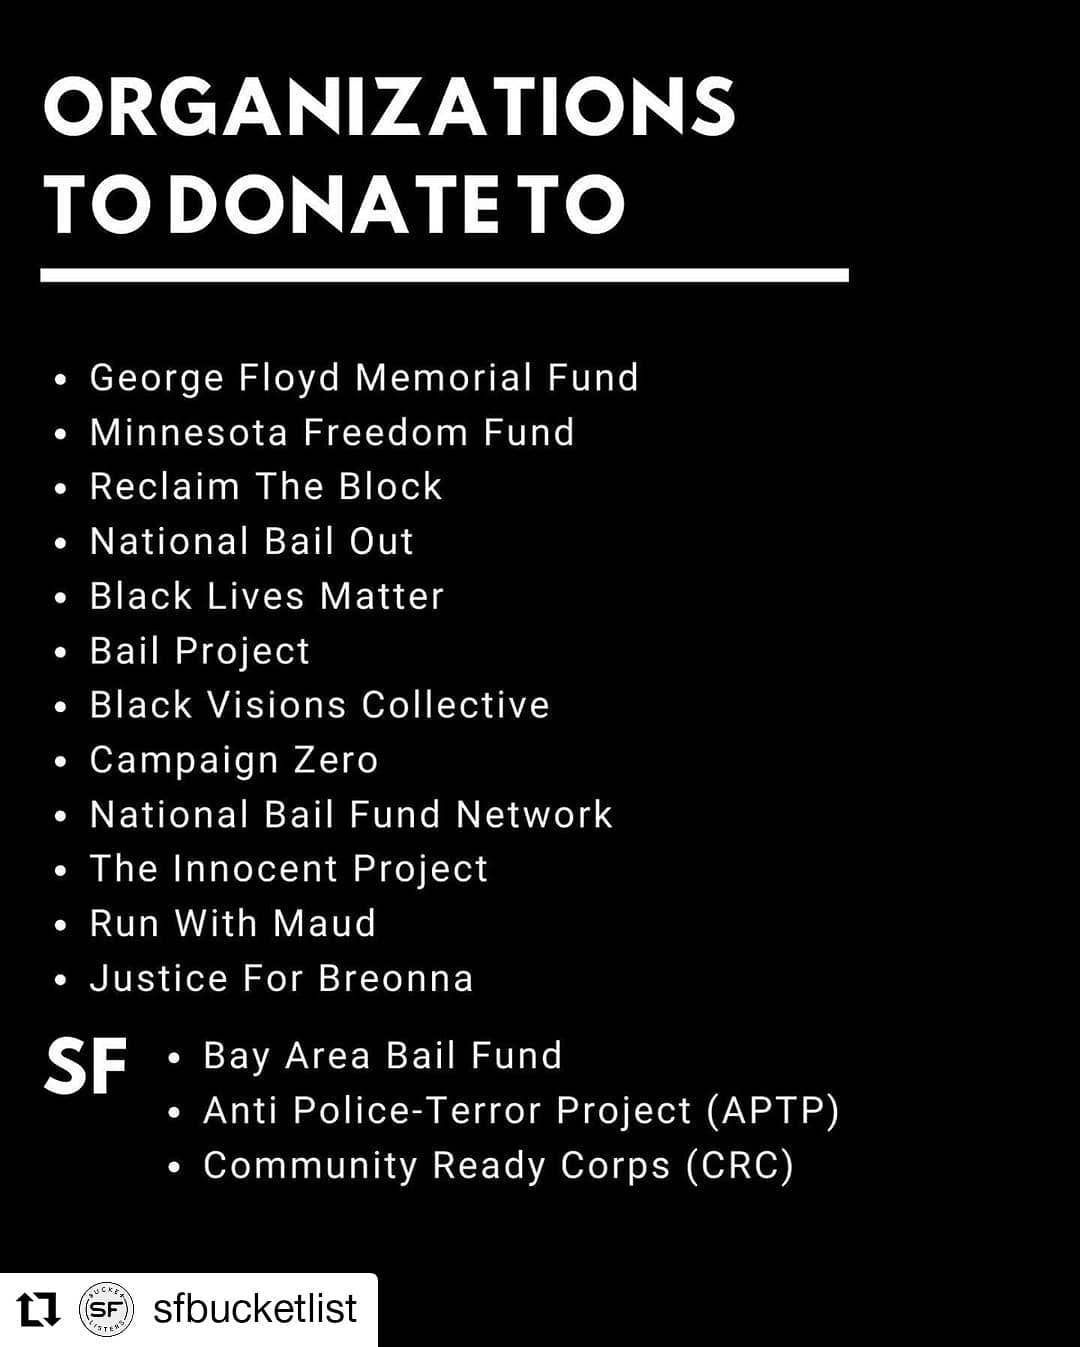 ORGANIZATIONS
TO DONATE TO
• George Floyd Memorial Fund
• Minnesota Freedom Fund
• Reclaim The Block
• National Bail Out
• Black Lives Matter
• Bail Project
• Black Visions Collective
• Campaign Zero
• National Bail Fund Network
• The Innocent Project
• Run With Maud
• Justice For Breonna
SF
• Bay Area Bail Fund
• Anti Police-Terror Project (APTP)
• Community Ready Corps (CRC)
BUCKET
SF
LISTERS
sfbucketlist